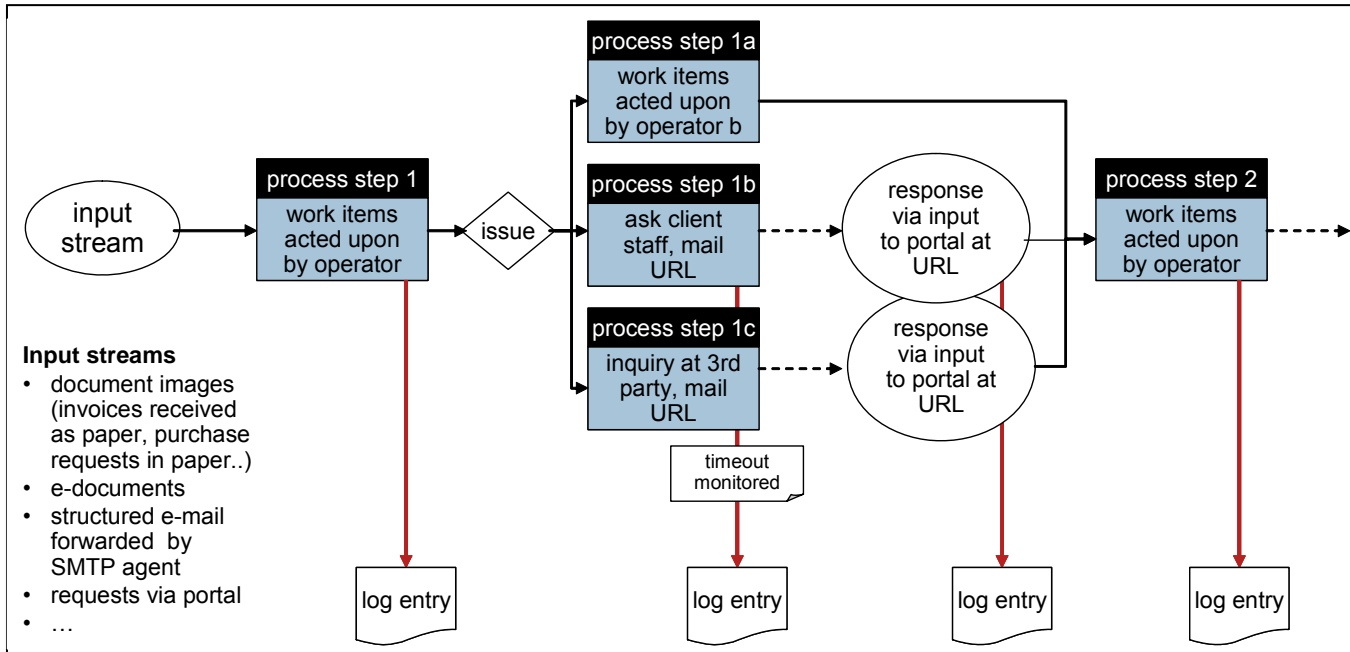 process step 1a
work items
acted upon
by operator b
input
stream
process step 1
work items
acted upon
by operator
issue
process step 1b
ask client
staff, mail
URL
response
via input
to portal at
URL
process step 2
work items
acted upon
by operator
process step 1c
inquiry at 3rd
party, mail
URL
response
via input
to portal at
URL
timeout
monitored
Input streams
• document images
(invoices received
as paper, purchase
requests in paper..)
• e-documents
• structured e-mail
forwarded by
SMTP agent
• requests via portal
• …
log entry
log entry
log entry
log entry